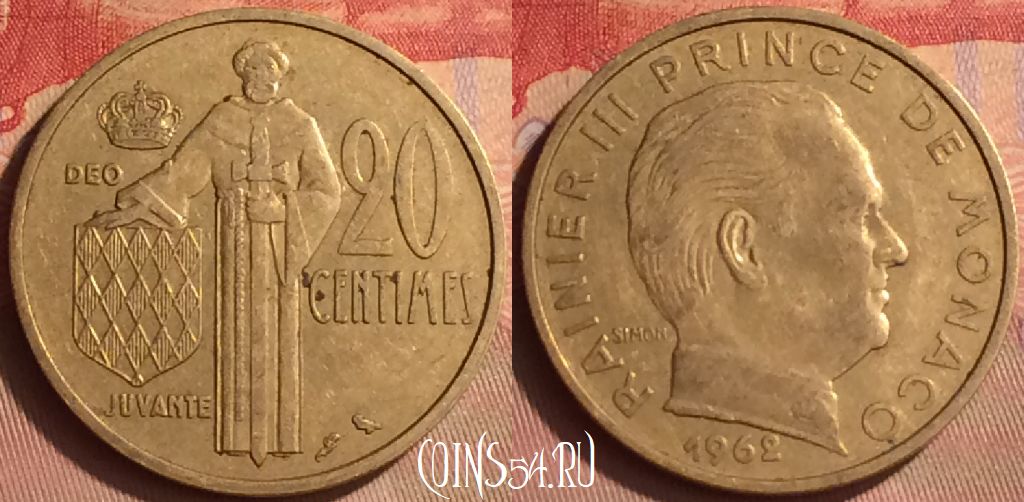 DEO
20
CENTIMES
JUVANTE
RAINIER III PRINCE DE MONACO
SIMON
1962
COINS54.RU